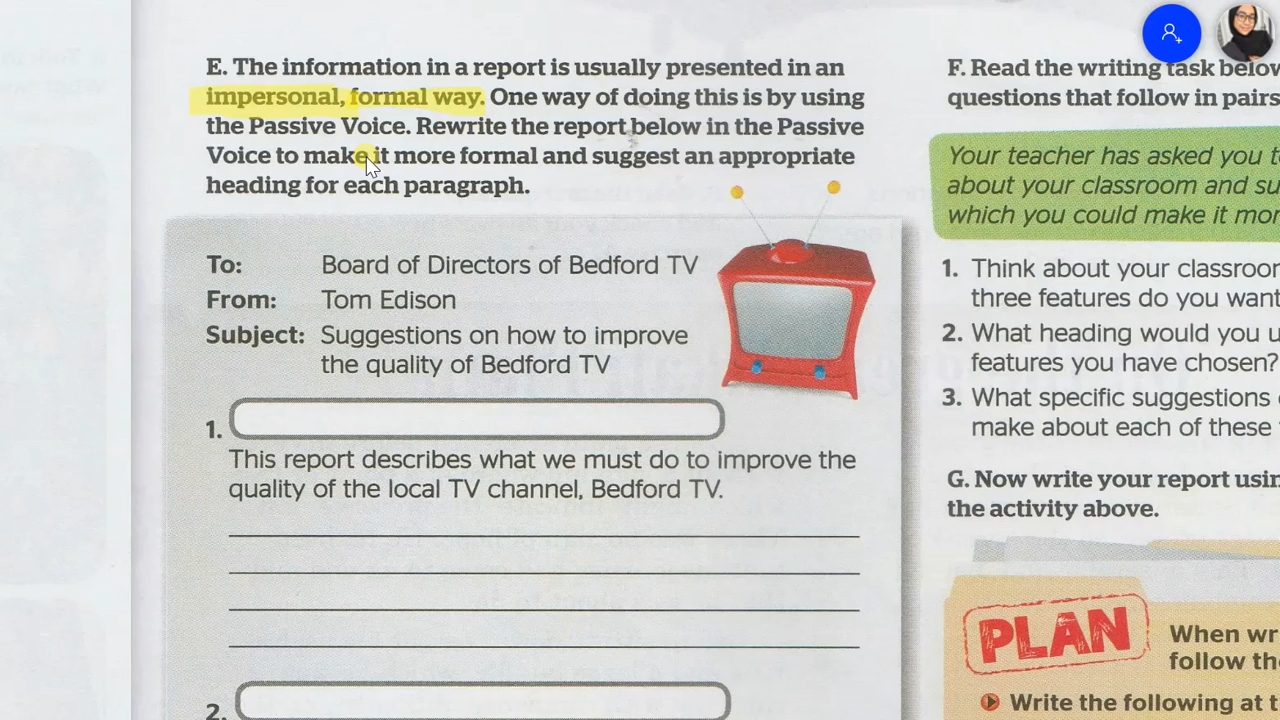 E. The information in a report is usually presented in an
impersonal, formal way. One way of doing this is by using
the Passive Voice. Rewrite the report below in the Passive
Voice to make it more formal and suggest an appropriate
heading for each paragraph.
To: Board of Directors of Bedford TV
From: Tom Edison
Subject: Suggestions on how to improve
the quality of Bedford TV
1.
This report describes what we must do to improve the
quality of the local TV channel, Bedford TV.
2.
F. Read the writing task below
questions that follow in pairs
Your teacher has asked you t
about your classroom and su
which you could make it mor
1. Think about your classroor
three features do you want
2. What heading would you u
features you have chosen?
3. What specific suggestions
make about each of these
G. Now write your report usin
the activity above.
PLAN
When wr
follow the
Write the following at t